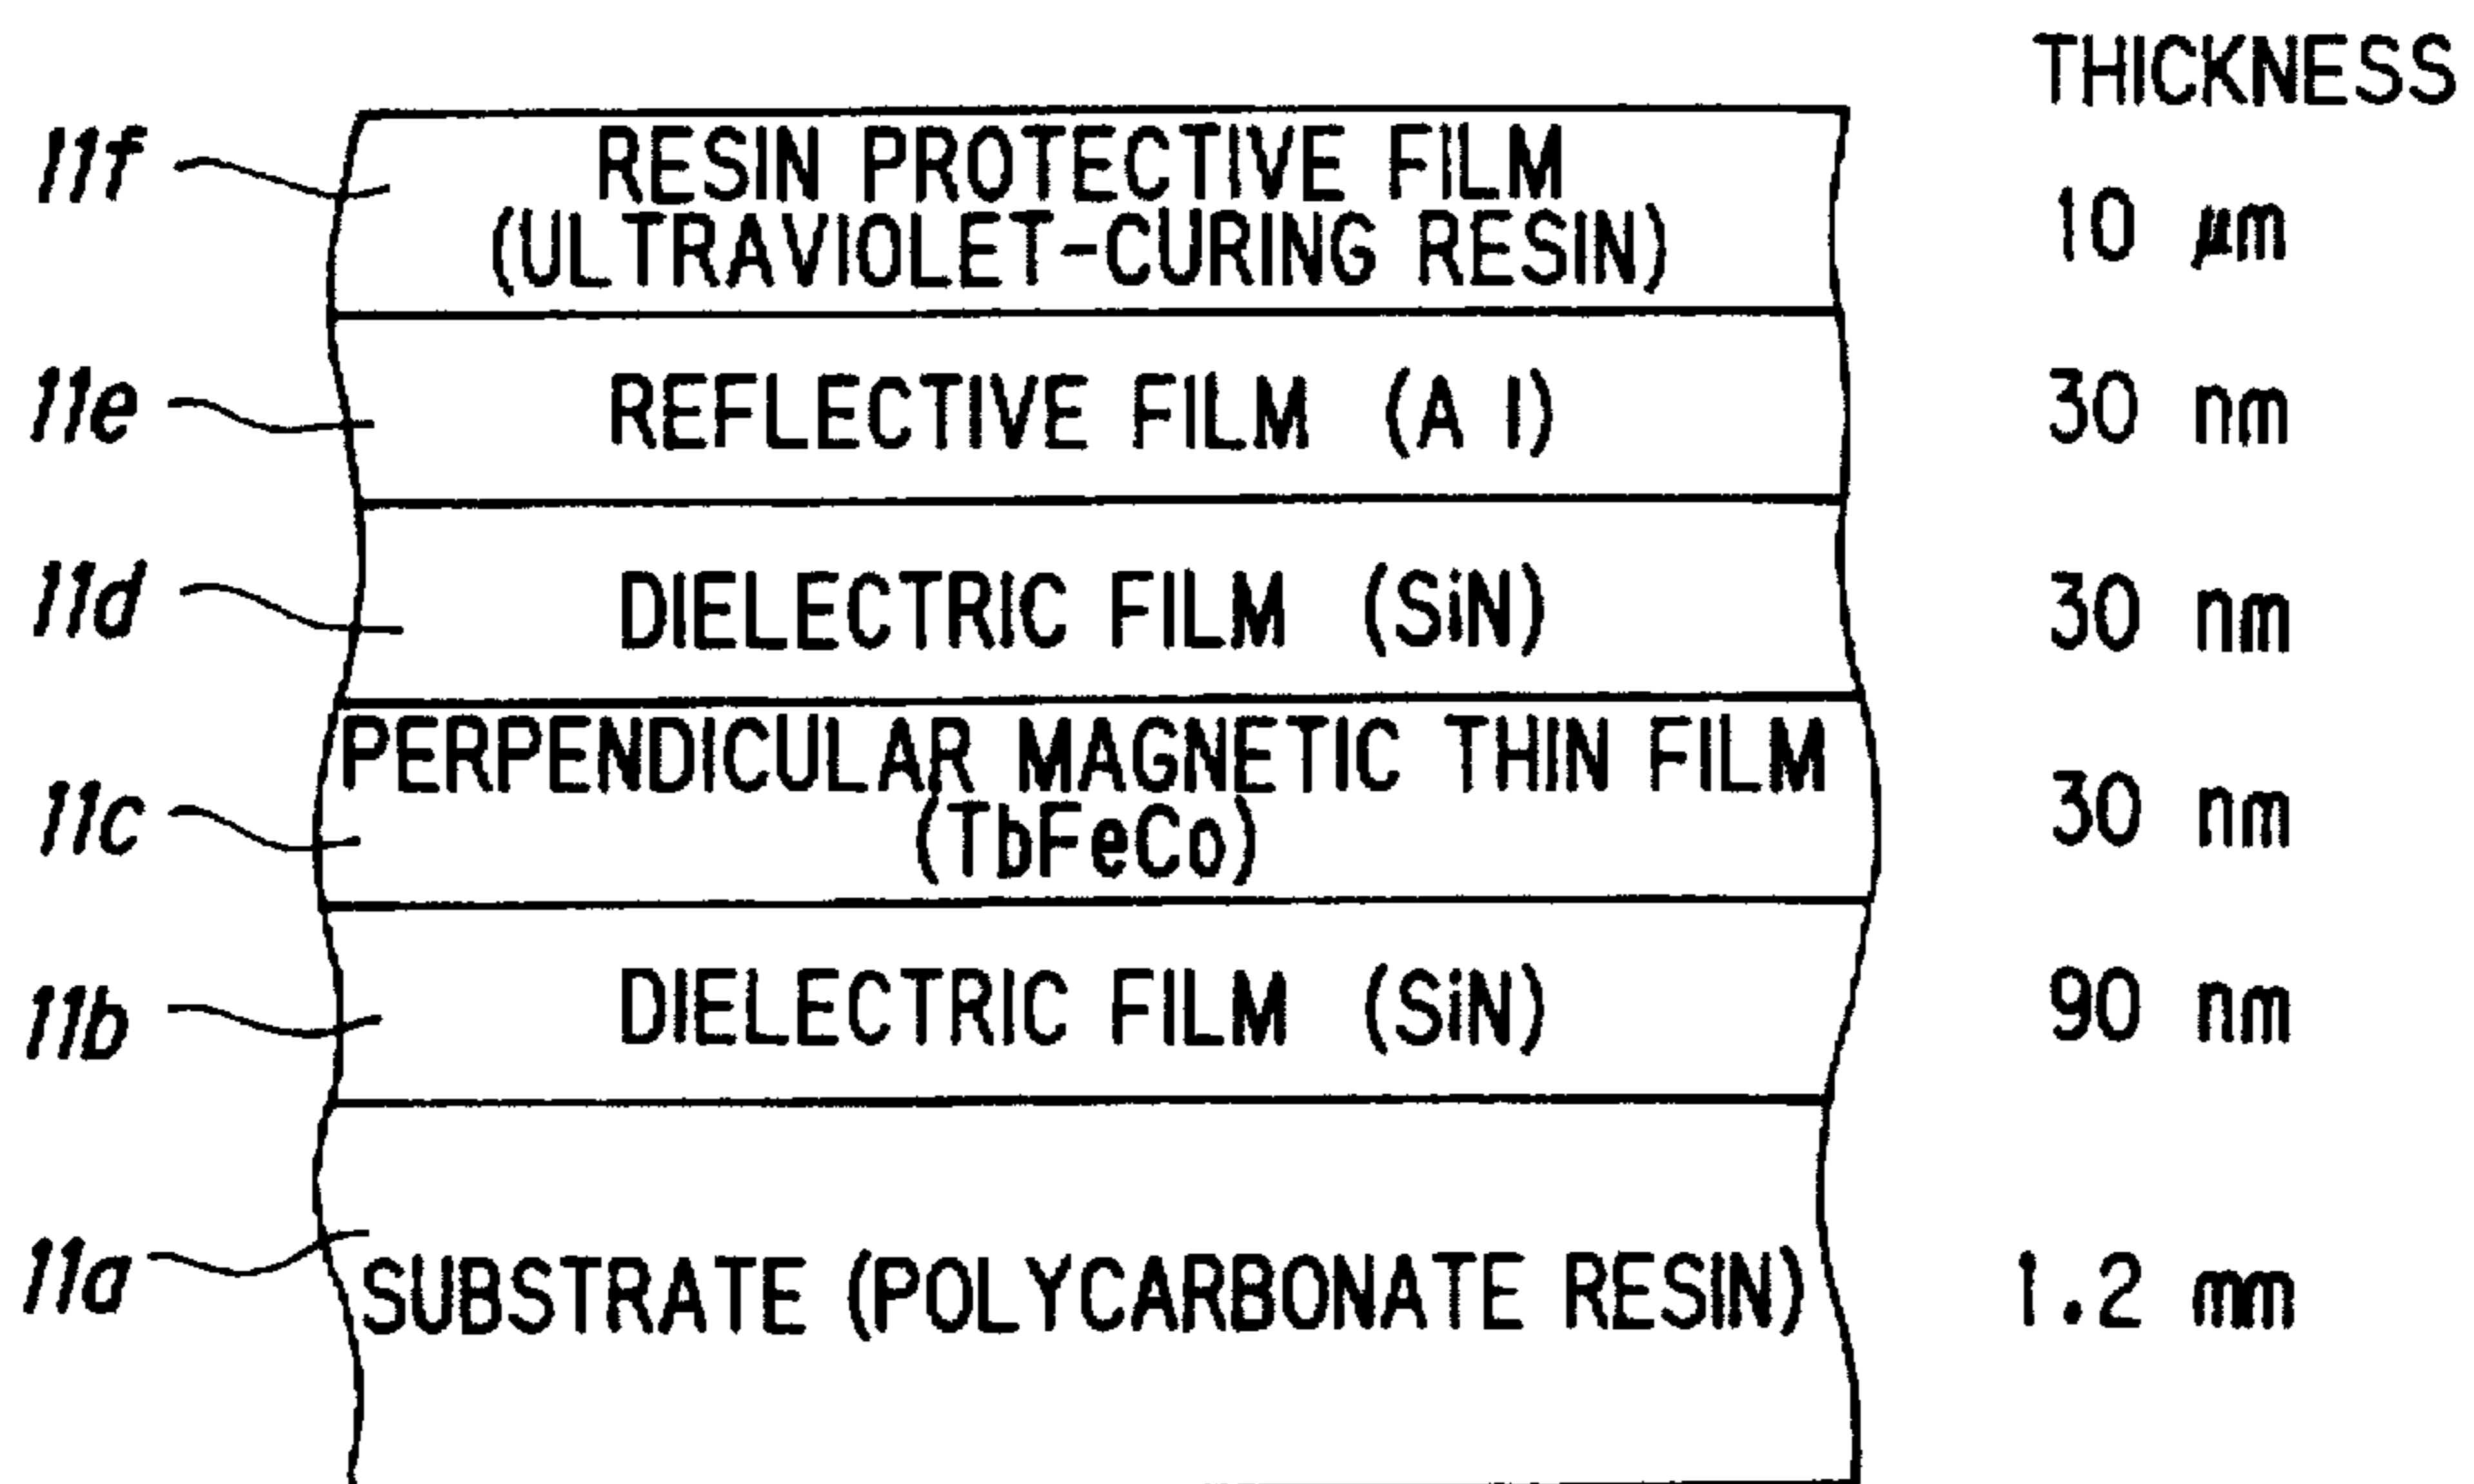 THICKNESS
11f RESIN PROTECTIVE FILM
(ULTRAVIOLET-CURING RESIN) 10 μm
11e REFLECTIVE FILM (A l) 30 nm
11d DIELECTRIC FILM (SiN) 30 nm
11c PERPENDICULAR MAGNETIC THIN FILM
(TbFeCo) 30 nm
11b DIELECTRIC FILM (SiN) 90 nm
11a SUBSTRATE (POLYCARBONATE RESIN) 1.2 mm